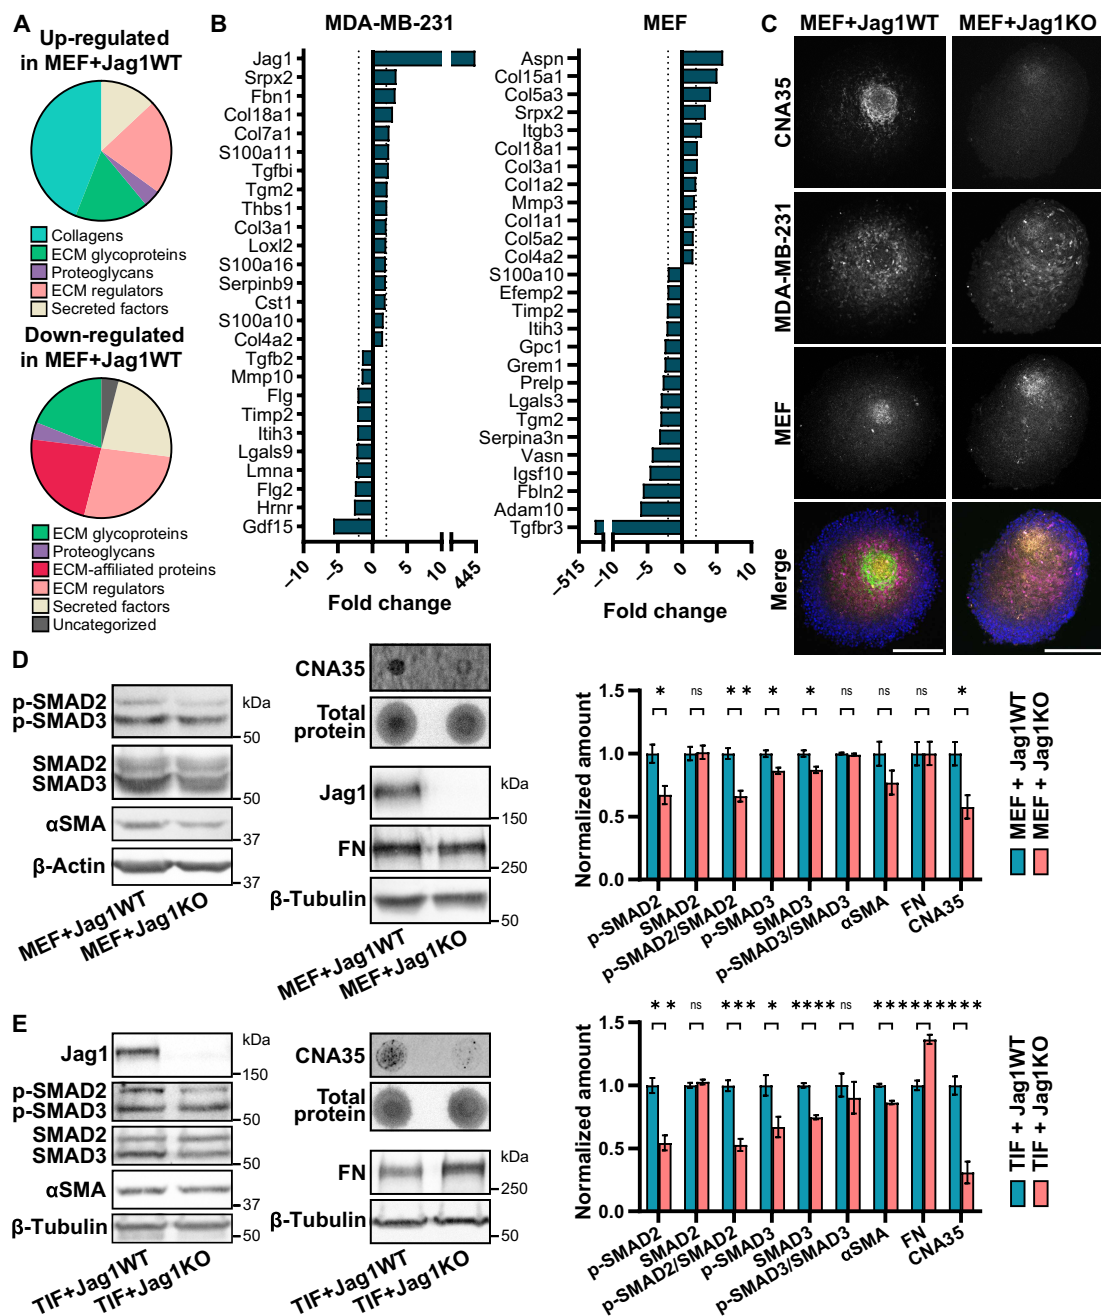 A
Up-regulated
in MEF+Jag1WT
Collagens
ECM glycoproteins
Proteoglycans
ECM regulators
Secreted factors
Down-regulated
in MEF+Jag1WT
ECM glycoproteins
Proteoglycans
ECM-affiliated proteins
ECM regulators
Secreted factors
Uncategorized
B
MDA-MB-231
Jag1
Srpx2
Fbn1
Col18a1
Col7a1
S100a11
Tgfbi
Tgm2
Thbs1
Col3a1
Loxl2
S100a16
Serpinb9
Cst1
S100a10
Col4a2
Tgfb2
Mmp10
Flg
Timp2
Itih3
Lgals9
Lmna
Flg2
Hrnr
Gdf15
-10
-5
0
5
10
445
Fold change
MEF
Aspn
Col15a1
Col5a3
Srpx2
Itgb3
Col18a1
Col3a1
Col1a2
Mmp3
Col1a1
Col5a2
Col4a2
S100a10
Efemp2
Timp2
Itih3
Gpc1
Grem1
Prelp
Lgals3
Tgm2
Serpina3n
Vasn
Igsf10
Fbln2
Adam10
Tgfbr3
-515
-10
-5
0
5
10
Fold change
C
MEF+Jag1WT
MEF+Jag1KO
CNA35
MDA-MB-231
MEF
Merge
D
p-SMAD2
p-SMAD3
kDa
50
SMAD2
SMAD3
50
αSMA
37
β-Actin
37
MEF+Jag1WT
MEF+Jag1KO
CNA35
Total
protein
Jag1
kDa
150
FN
250
β-Tubulin
50
MEF+Jag1WT
MEF+Jag1KO
Normalized amount
1.5
1.0
0.5
0.0
* ns ** * * ns ns ns *
p-SMAD2
SMAD2
p-SMAD2/SMAD2
p-SMAD3
SMAD3
p-SMAD3/SMAD3
αSMA
FN
CNA35
MEF + Jag1WT
MEF + Jag1KO
E
Jag1
kDa
150
p-SMAD2
p-SMAD3
50
SMAD2
SMAD3
50
αSMA
37
β-Tubulin
50
TIF+Jag1WT
TIF+Jag1KO
CNA35
Total
protein
FN
kDa
250
β-Tubulin
50
TIF+Jag1WT
TIF+Jag1KO
Normalized amount
1.5
1.0
0.5
0.0
** ns *** * **** ns **********
p-SMAD2
SMAD2
p-SMAD2/SMAD2
p-SMAD3
SMAD3
p-SMAD3/SMAD3
αSMA
FN
CNA35
TIF + Jag1WT
TIF + Jag1KO